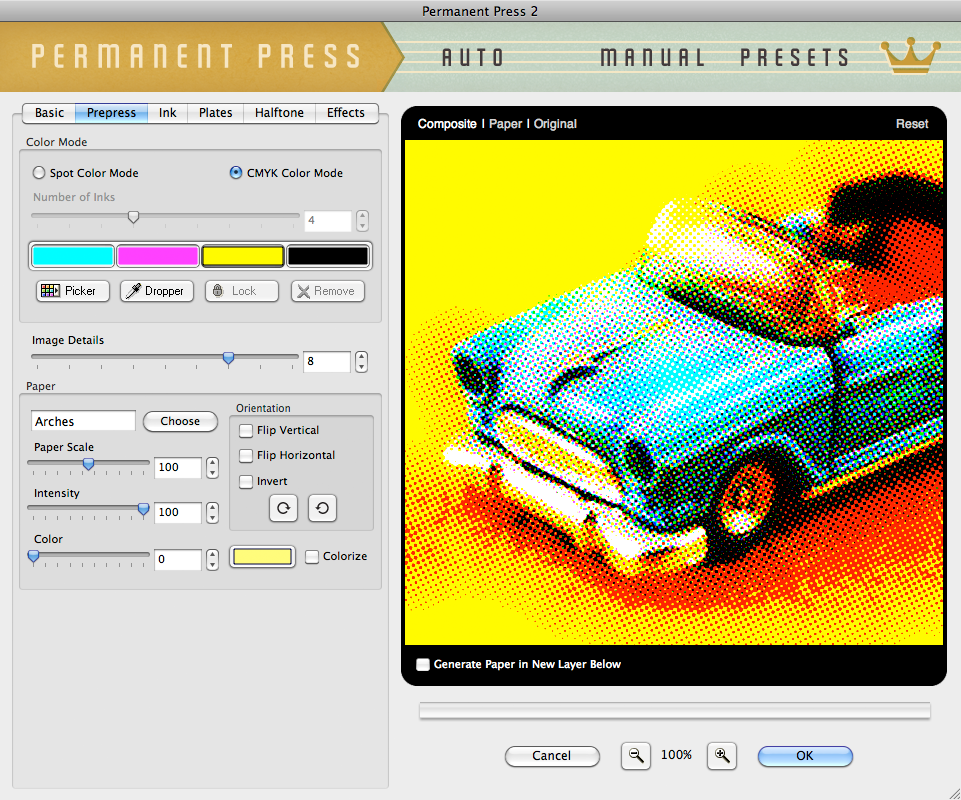 Permanent Press 2
PERMANENT PRESS
AUTO MANUAL PRESETS
Basic Prepress Ink Plates Halftone Effects
Color Mode
Spot Color Mode CMYK Color Mode
Number of Inks
4
Picker Dropper Lock Remove
Image Details
8
Paper
Arches Choose
Paper Scale
100
Intensity
100
Color
0
Orientation
Flip Vertical
Flip Horizontal
Invert
Colorize
Composite | Paper | Original Reset
Generate Paper in New Layer Below
Cancel 100% OK